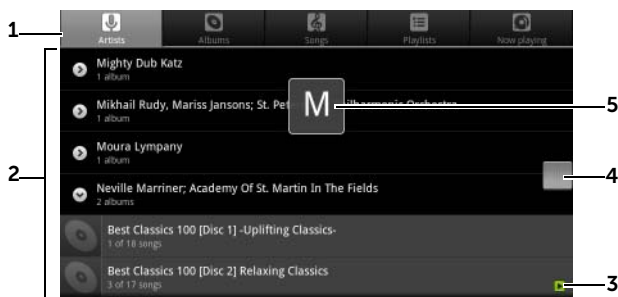 1
Artists
Albums
Songs
Playlists
Now playing
2
Mighty Dub Katz
1 album
Mikhail Rudy, Mariss Jansons; St. Pet
M
Orchestra
5
1 album
Moura Lympany
1 album
4
Neville Marriner; Academy Of St. Martin In The Fields
2 albums
Best Classics 100 [Disc 1] -Uplifting Classics-
1 of 18 songs
Best Classics 100 [Disc 2] Relaxing Classics
3 of 17 songs
3